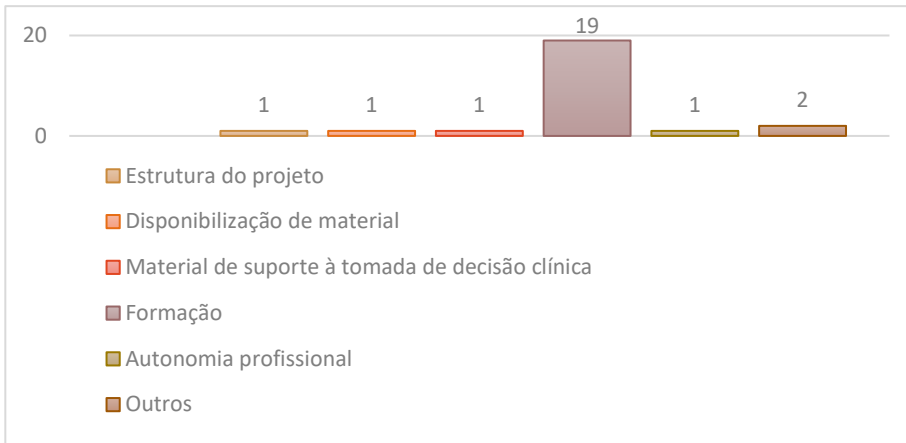 20
19
1
1
1
1
2
0
Estrutura do projeto
Disponibilização de material
Material de suporte à tomada de decisão clínica
Formação
Autonomia profissional
Outros